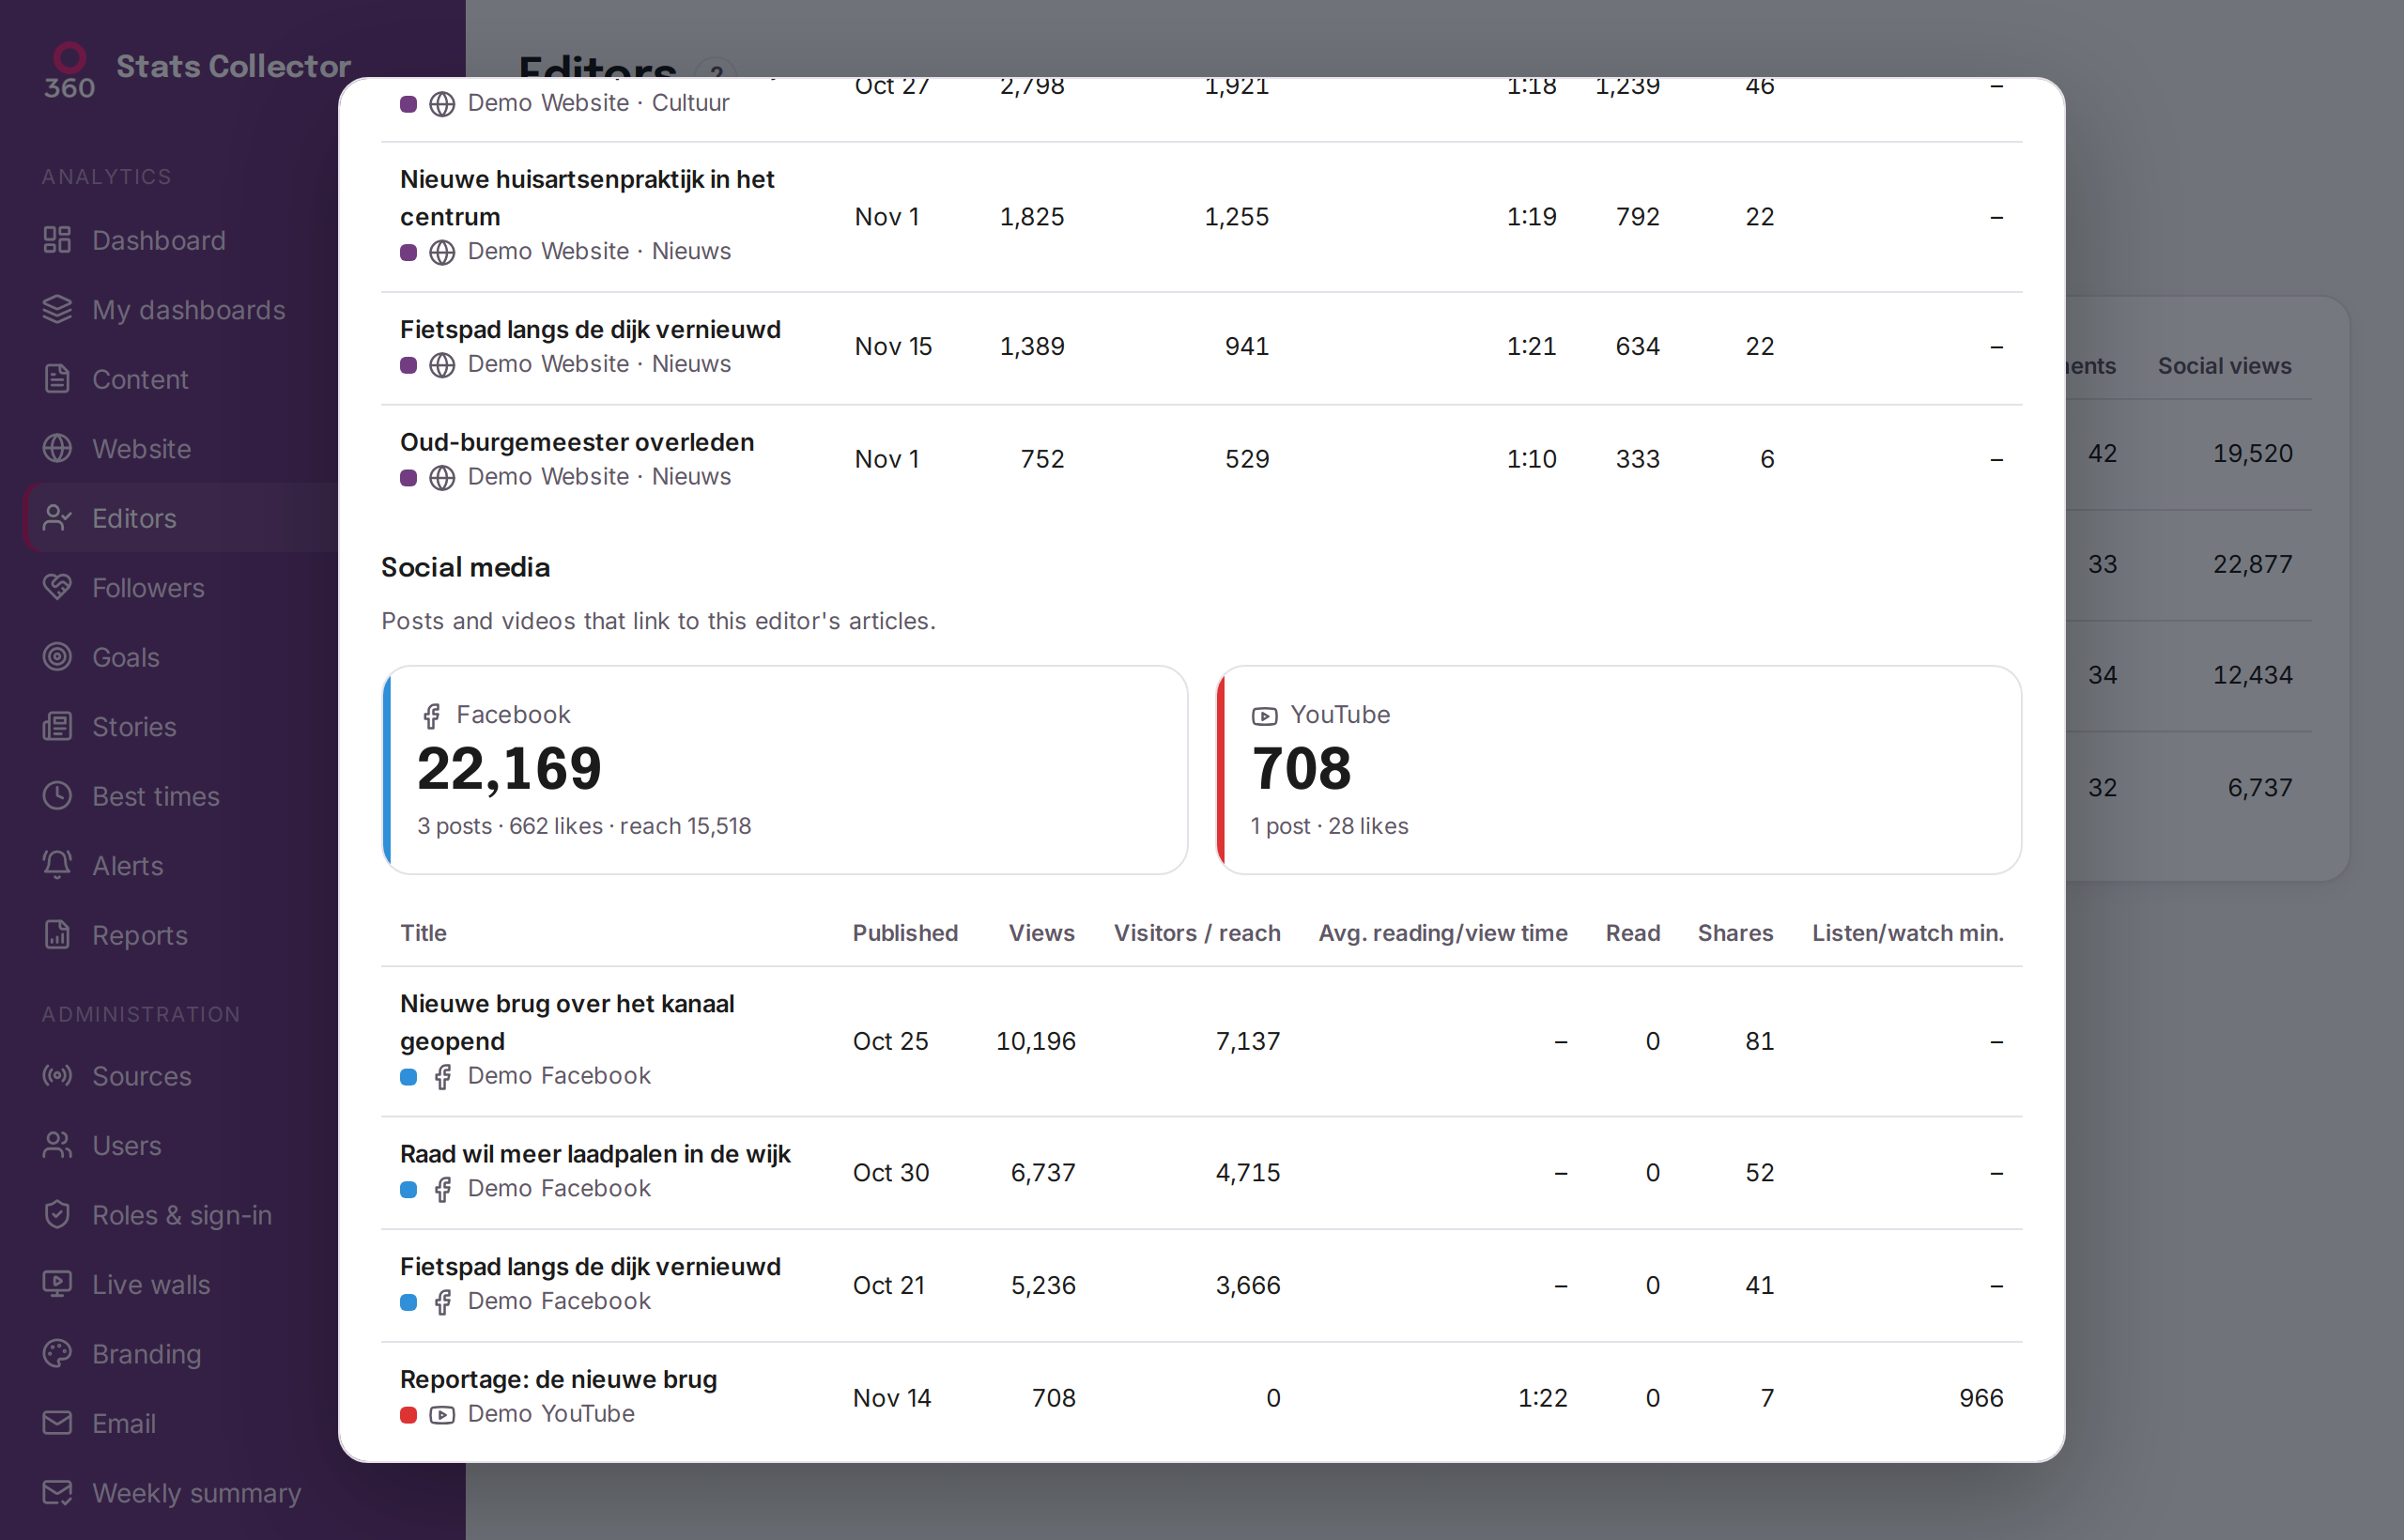 360 Stats Collector
ANALYTICS
Dashboard
My dashboards
Content
Website
Editors
Followers
Goals
Stories
Best times
Alerts
Reports
ADMINISTRATION
Sources
Users
Roles & sign-in
Live walls
Branding
Email
Weekly summary
Editors ?
Social views
42 19,520
33 22,877
34 12,434
32 6,737
Oct 27 2,798 1,921 1:18 1,239 46 –
Demo Website · Cultuur
Nieuwe huisartsenpraktijk in het
centrum
Nov 1 1,825 1,255 1:19 792 22 –
Demo Website · Nieuws
Fietspad langs de dijk vernieuwd
Nov 15 1,389 941 1:21 634 22 –
Demo Website · Nieuws
Oud-burgemeester overleden
Nov 1 752 529 1:10 333 6 –
Demo Website · Nieuws
Social media
Posts and videos that link to this editor's articles.
Facebook
22,169
3 posts · 662 likes · reach 15,518
YouTube
708
1 post · 28 likes
Title Published Views Visitors / reach Avg. reading/view time Read Shares Listen/watch min.
Nieuwe brug over het kanaal
geopend
Oct 25 10,196 7,137 – 0 81 –
Demo Facebook
Raad wil meer laadpalen in de wijk
Oct 30 6,737 4,715 – 0 52 –
Demo Facebook
Fietspad langs de dijk vernieuwd
Oct 21 5,236 3,666 – 0 41 –
Demo Facebook
Reportage: de nieuwe brug
Nov 14 708 0 1:22 0 7 966
Demo YouTube